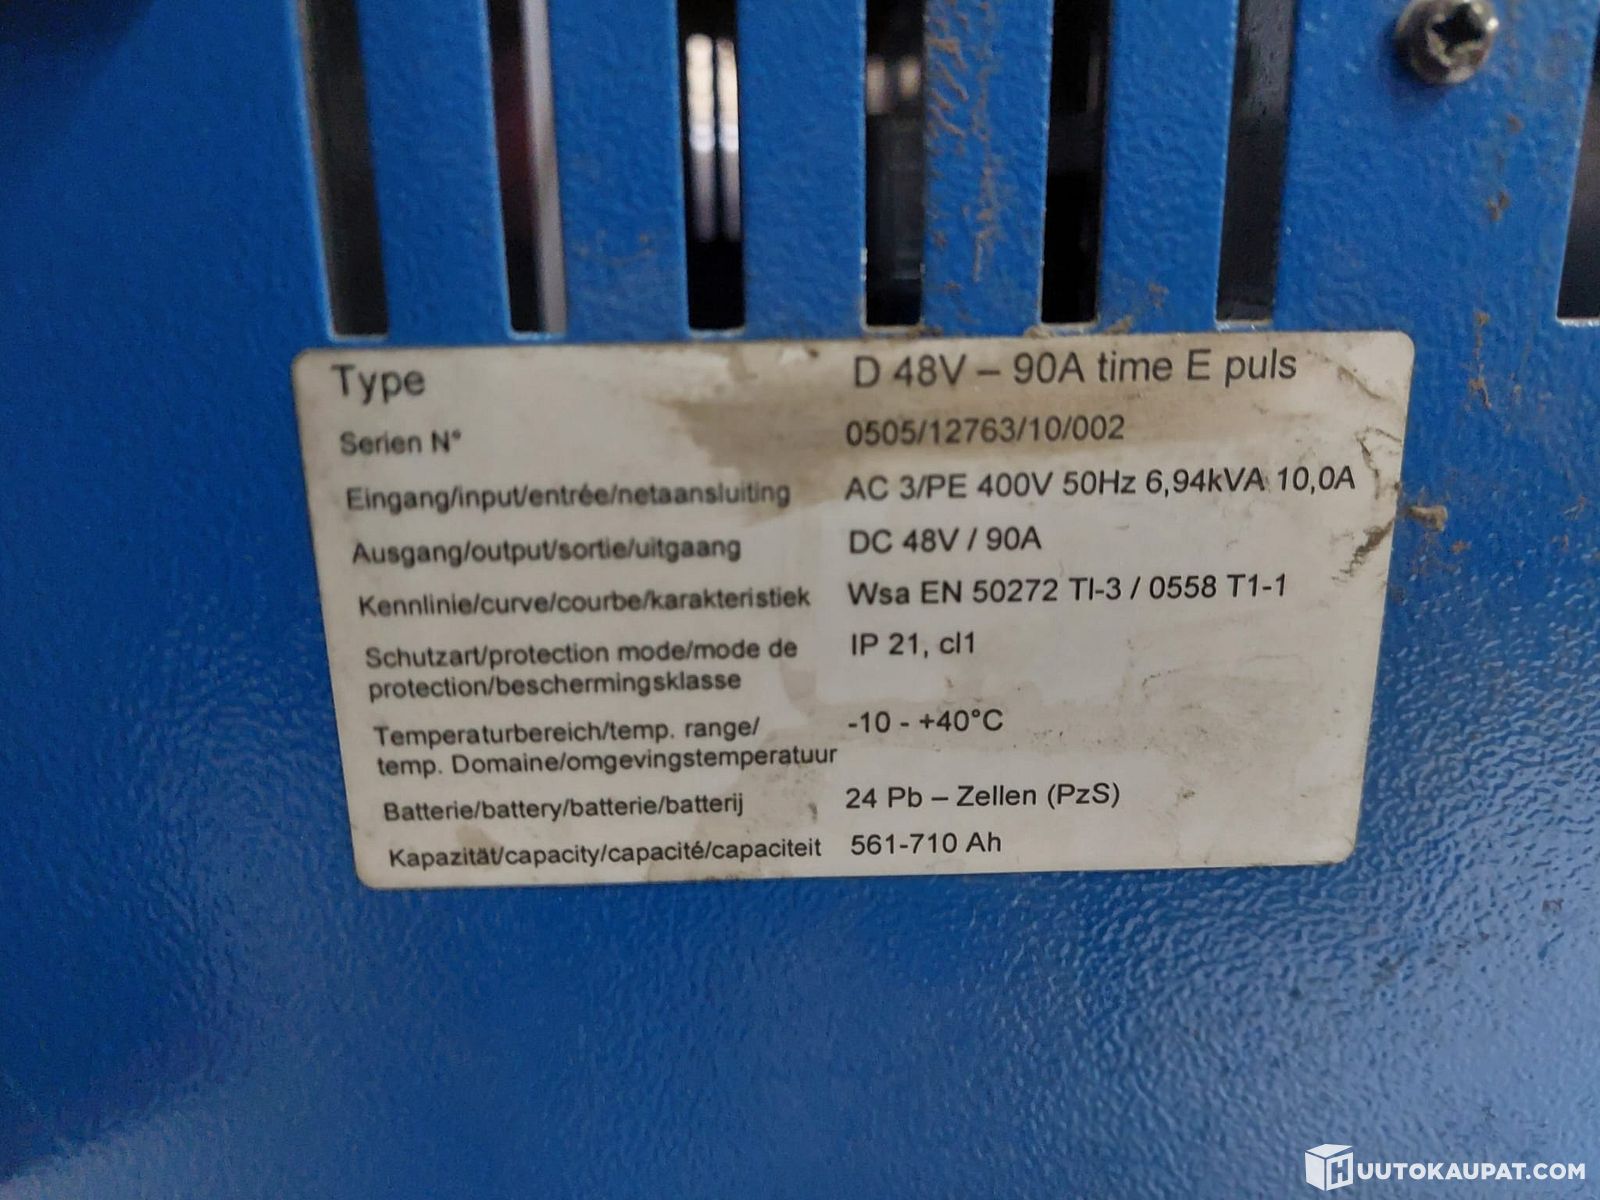 Type D 48V – 90A time E puls
Serien N° 0505/12763/10/002
Eingang/input/entrée/netaansluiting AC 3/PE 400V 50Hz 6,94kVA 10,0A
Ausgang/output/sortie/uitgaang DC 48V / 90A
Kennlinie/curve/courbe/karakteristiek Wsa EN 50272 TI-3 / 0558 T1-1
Schutzart/protection mode/mode de IP 21, cl1
protection/beschermingsklasse
Temperaturbereich/temp. range/ -10 - +40°C
temp. Domaine/omgevingstemperatuur
Batterie/battery/batterie/batterij 24 Pb – Zellen (PzS)
Kapazität/capacity/capacité/capaciteit 561-710 Ah
HUUTOKAUPAT.COM